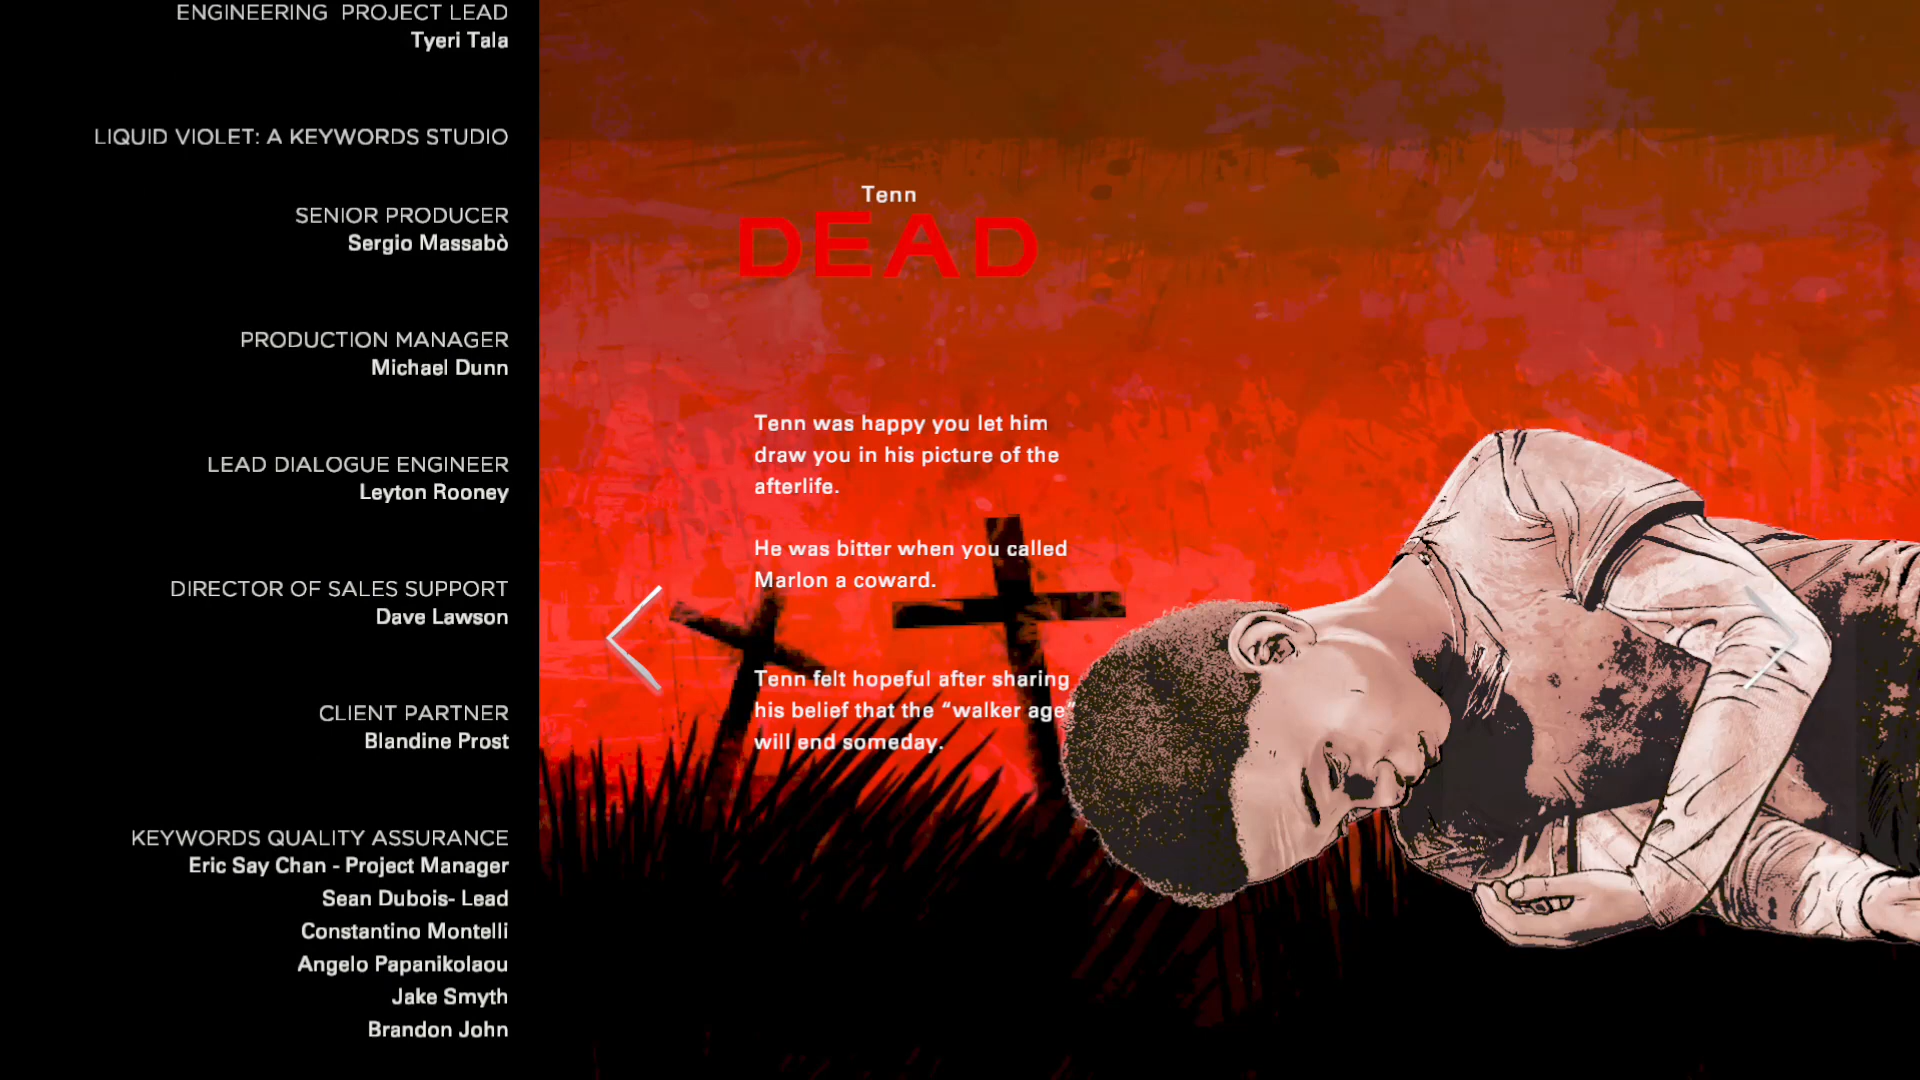 ENGINEERING PROJECT LEAD
Tyeri Tala
LIQUID VIOLET: A KEYWORDS STUDIO
SENIOR PRODUCER
Sergio Massabò
PRODUCTION MANAGER
Michael Dunn
LEAD DIALOGUE ENGINEER
Leyton Rooney
DIRECTOR OF SALES SUPPORT
Dave Lawson
CLIENT PARTNER
Blandine Prost
KEYWORDS QUALITY ASSURANCE
Eric Say Chan - Project Manager
Sean Dubois- Lead
Constantino Montelli
Angelo Papanikolaou
Jake Smyth
Brandon John
Tenn
DEAD
Tenn was happy you let him
draw you in his picture of the
afterlife.
He was bitter when you called
Marlon a coward.
Tenn felt hopeful after sharing
his belief that the “walker age”
will end someday.